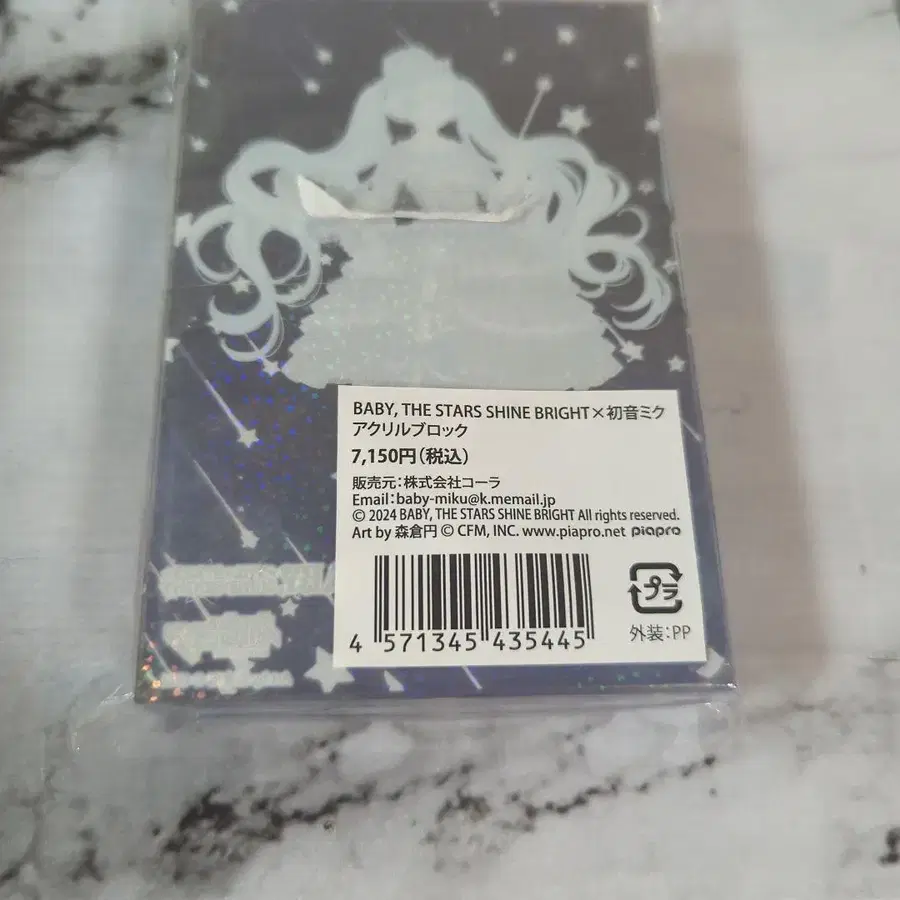 BABY, THE STARS SHINE BRIGHT×初音ミク
アクリルブロック
7,150円(税込)
販売元:株式会社コーラ
Email:baby-miku@k.memail.jp
© 2024 BABY, THE STARS SHINE BRIGHT All rights reserved.
Art by 森倉円 © CFM, INC. www.piapro.net piapro
4 571345 435445
プラ
外装:PP